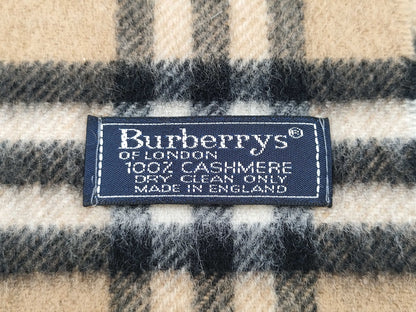 Burberrys®
OF LONDON
100% CASHMERE
DRY CLEAN ONLY
MADE IN ENGLAND